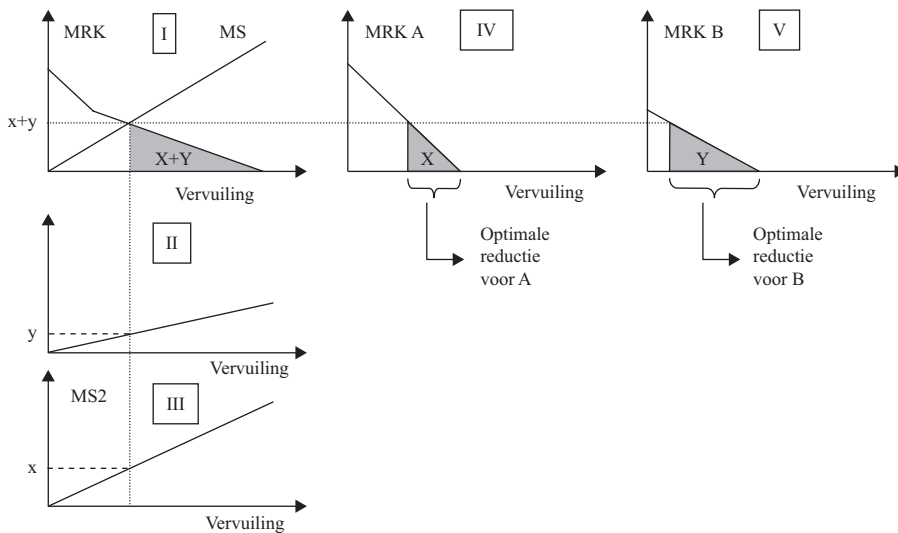 MRK
I
MS
x+y
X+Y
Vervuiling
MRK A
IV
X
Vervuiling
Optimale
reductie
voor A
MRK B
V
Y
Vervuiling
Optimale
reductie
voor B
II
y
Vervuiling
MS2
III
x
Vervuiling